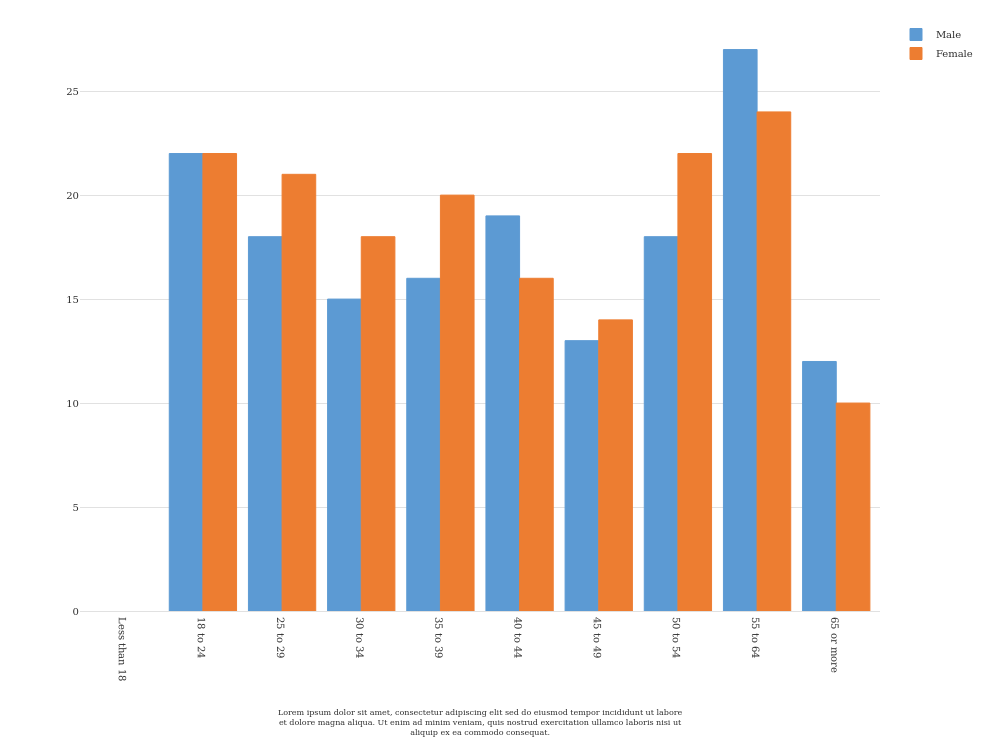 Male
Female
25
20
15
10
5
0
Less than 18
18 to 24
25 to 29
30 to 34
35 to 39
40 to 44
45 to 49
50 to 54
55 to 64
65 or more
Lorem ipsum dolor sit amet, consectetur adipiscing elit sed do eiusmod tempor incididunt ut labore
et dolore magna aliqua. Ut enim ad minim veniam, quis nostrud exercitation ullamco laboris nisi ut
aliquip ex ea commodo consequat.